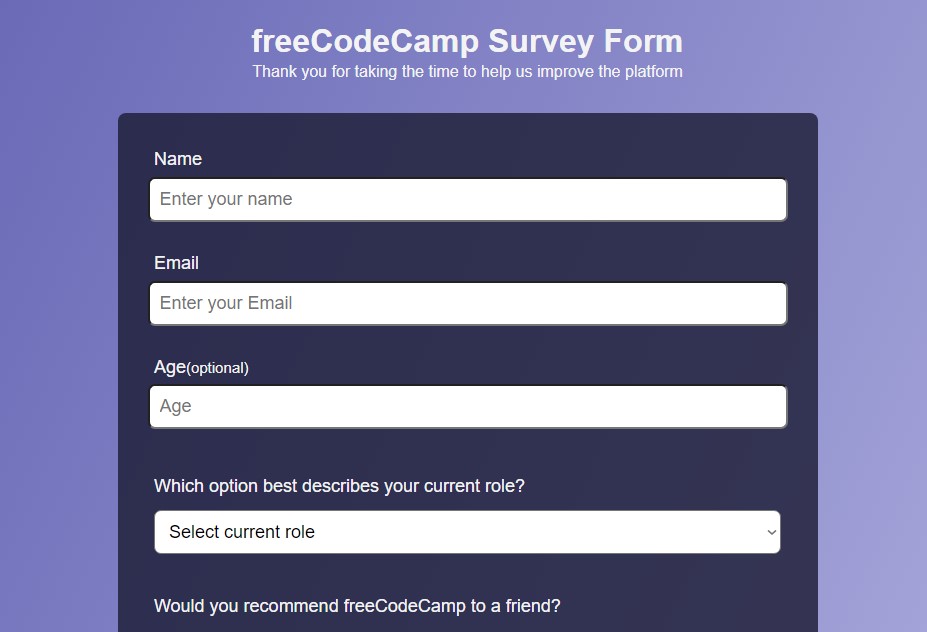 freeCodeCamp Survey Form
Thank you for taking the time to help us improve the platform
Name
Enter your name
Email
Enter your Email
Age(optional)
Age
Which option best describes your current role?
Select current role
Would you recommend freeCodeCamp to a friend?